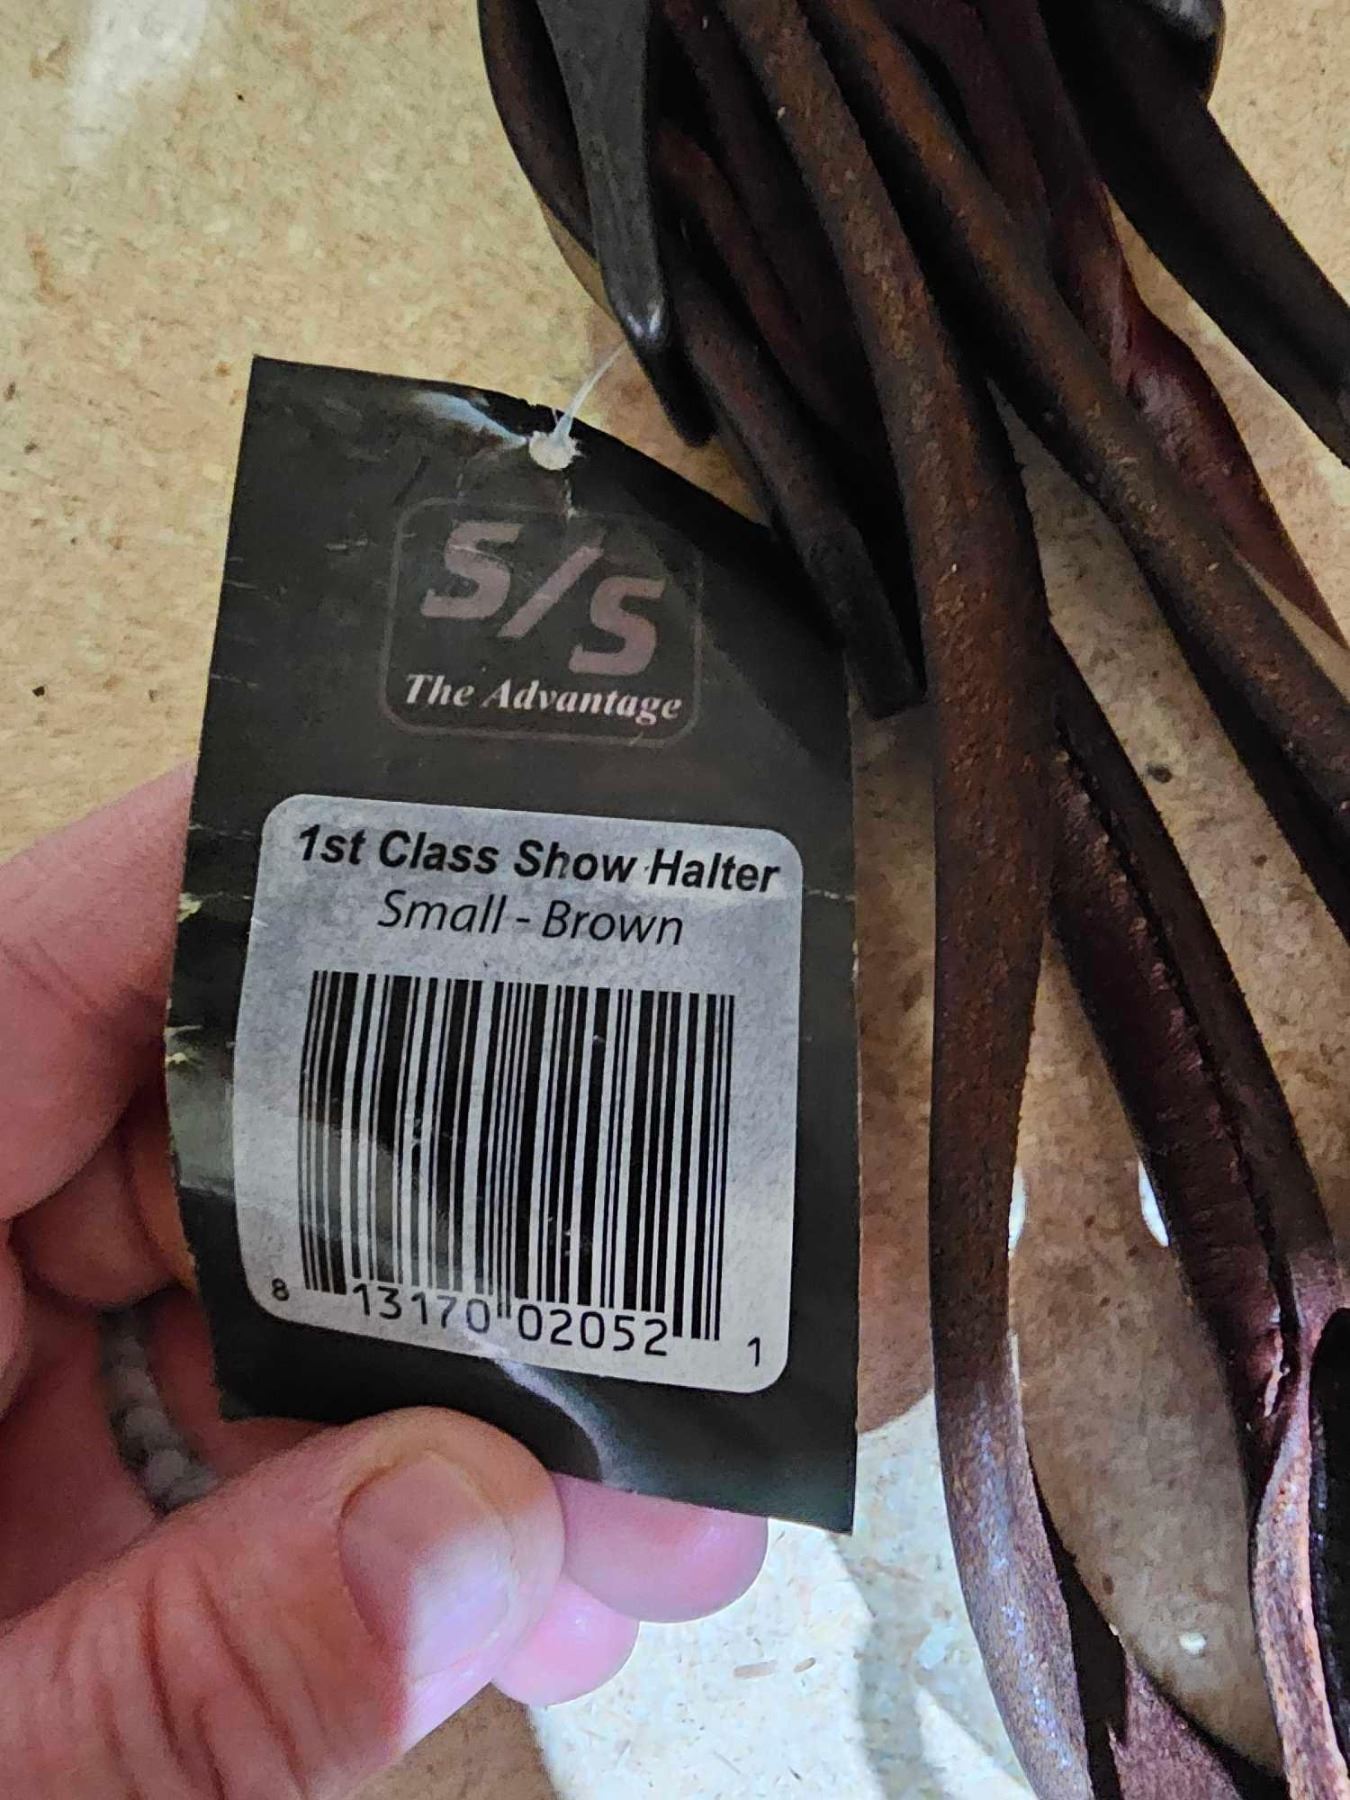 S/S
The Advantage
1st Class Show Halter
Small - Brown
8 13170 02052 1